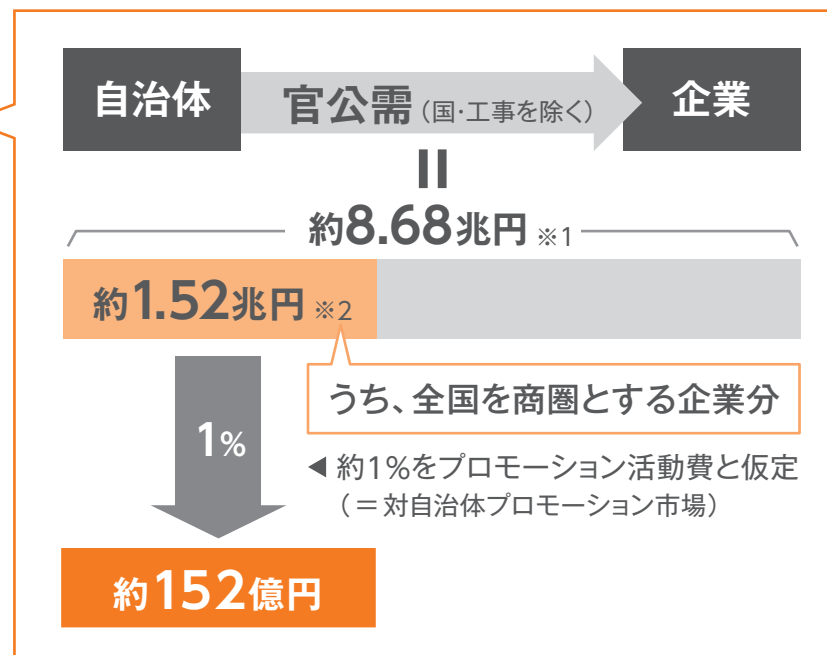 自治体 官公需（国・工事を除く） 企業
約8.68兆円 ※1
約1.52兆円 ※2
うち、全国を商圏とする企業分
1%
◀ 約1%をプロモーション活動費と仮定
（＝対自治体プロモーション市場）
約152億円